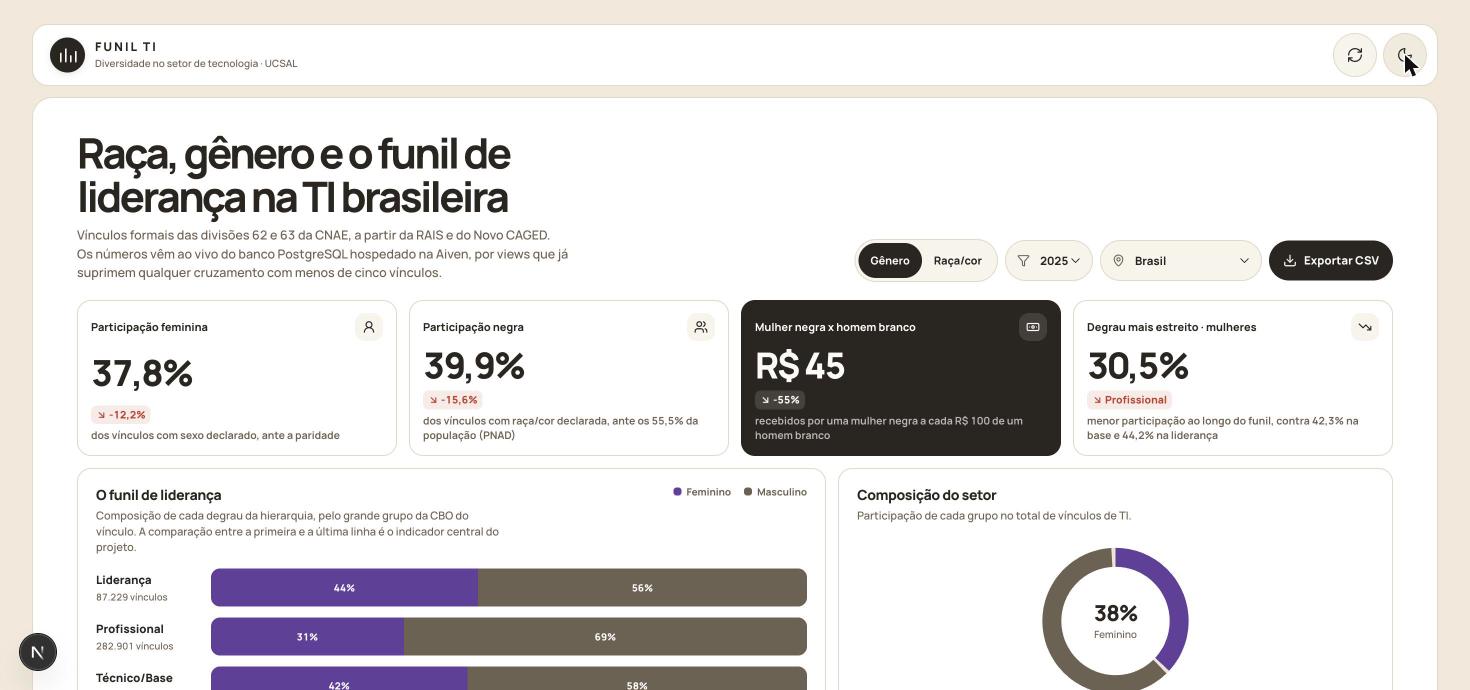 FUNIL TI
Diversidade no setor de tecnologia · UCSAL
Raça, gênero e o funil de
liderança na TI brasileira
Vínculos formais das divisões 62 e 63 da CNAE, a partir da RAIS e do Novo CAGED.
Os números vêm ao vivo do banco PostgreSQL hospedado na Aiven, por views que já
suprimem qualquer cruzamento com menos de cinco vínculos.
Gênero
Raça/cor
2025
Brasil
Exportar CSV
Participação feminina
37,8%
-12,2%
dos vínculos com sexo declarado, ante a paridade
Participação negra
39,9%
-15,6%
dos vínculos com raça/cor declarada, ante os 55,5% da
população (PNAD)
Mulher negra x homem branco
R$ 45
-55%
recebidos por uma mulher negra a cada R$ 100 de um
homem branco
Degrau mais estreito · mulheres
30,5%
Profissional
menor participação ao longo do funil, contra 42,3% na
base e 44,2% na liderança
O funil de liderança
Feminino
Masculino
Composição de cada degrau da hierarquia, pelo grande grupo da CBO do
vínculo. A comparação entre a primeira e a última linha é o indicador central do
projeto.
Liderança
87.229 vínculos
44%
56%
Profissional
282.901 vínculos
31%
69%
Técnico/Base
42%
58%
Composição do setor
Participação de cada grupo no total de vínculos de TI.
38%
Feminino
N